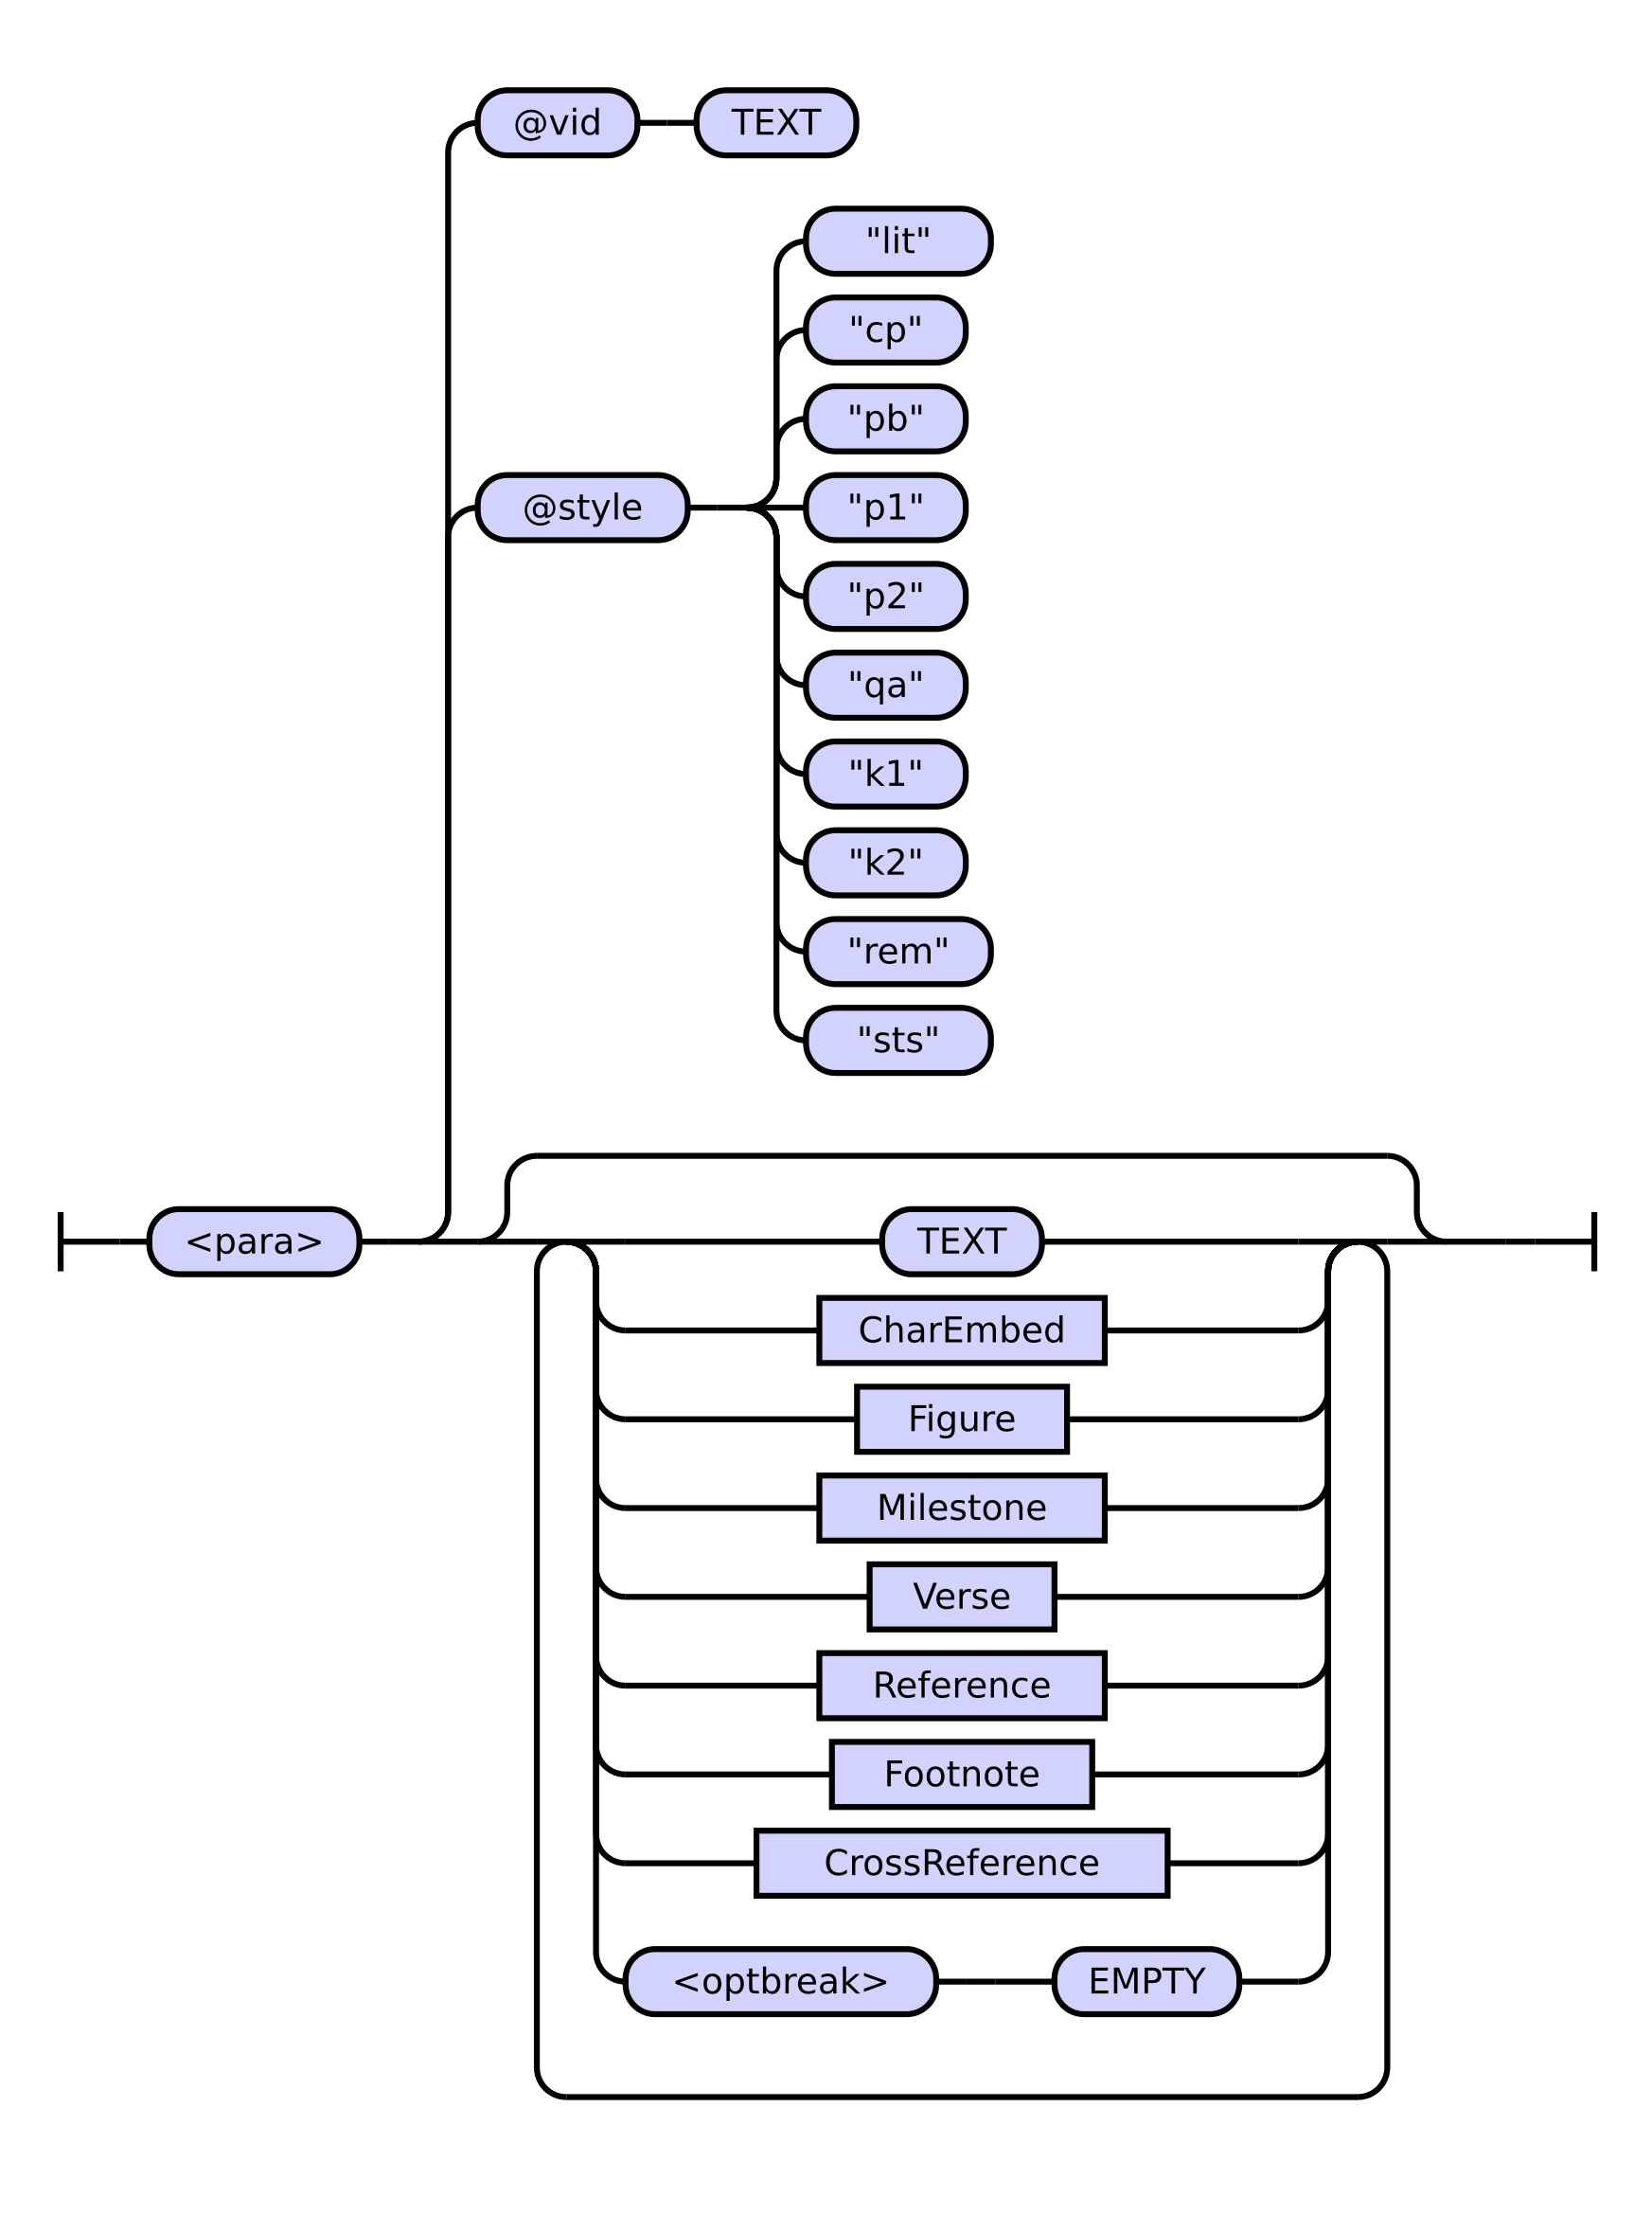 @vid TEXT
"lit"
"cp"
"pb"
@style "p1"
"p2"
"qa"
"k1"
"k2"
"rem"
"sts"
<para> TEXT
CharEmbed
Figure
Milestone
Verse
Reference
Footnote
CrossReference
<optbreak> EMPTY